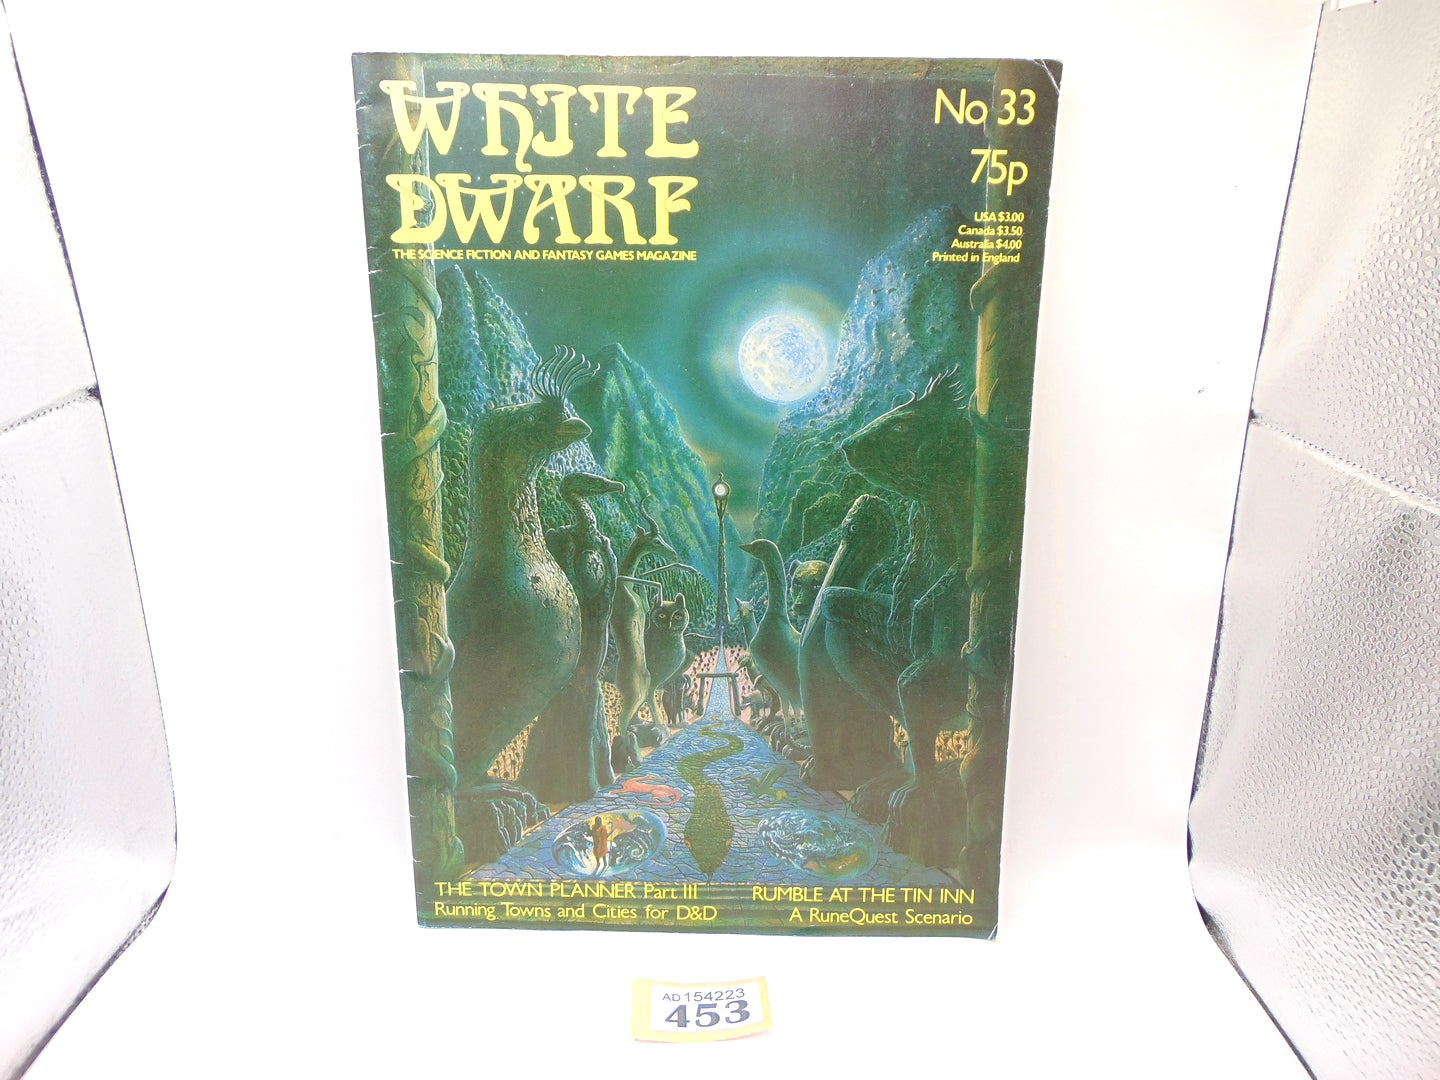 WHITE
DWARF
THE SCIENCE FICTION AND FANTASY GAMES MAGAZINE
No 33
75p
USA $3.00
Canada $3.50
Australia $4.00
Printed in England
THE TOWN PLANNER Part III
Running Towns and Cities for D&D
RUMBLE AT THE TIN INN
A RuneQuest Scenario
AD154223
453